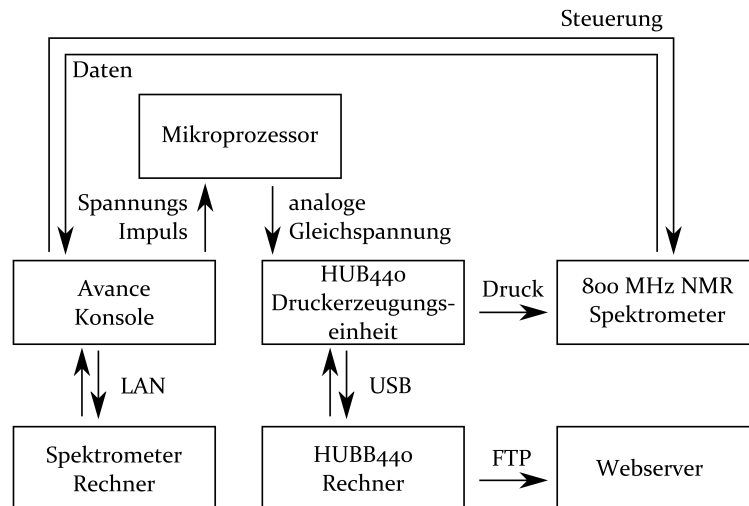 Steuerung
Daten
Mikroprozessor
Spannungs
Impuls
analoge
Gleichspannung
Avance
Konsole
HUB440
Druckerzeugungs-
einheit
Druck
800 MHz NMR
Spektrometer
LAN
USB
Spektrometer
Rechner
HUBB440
Rechner
FTP
Webserver